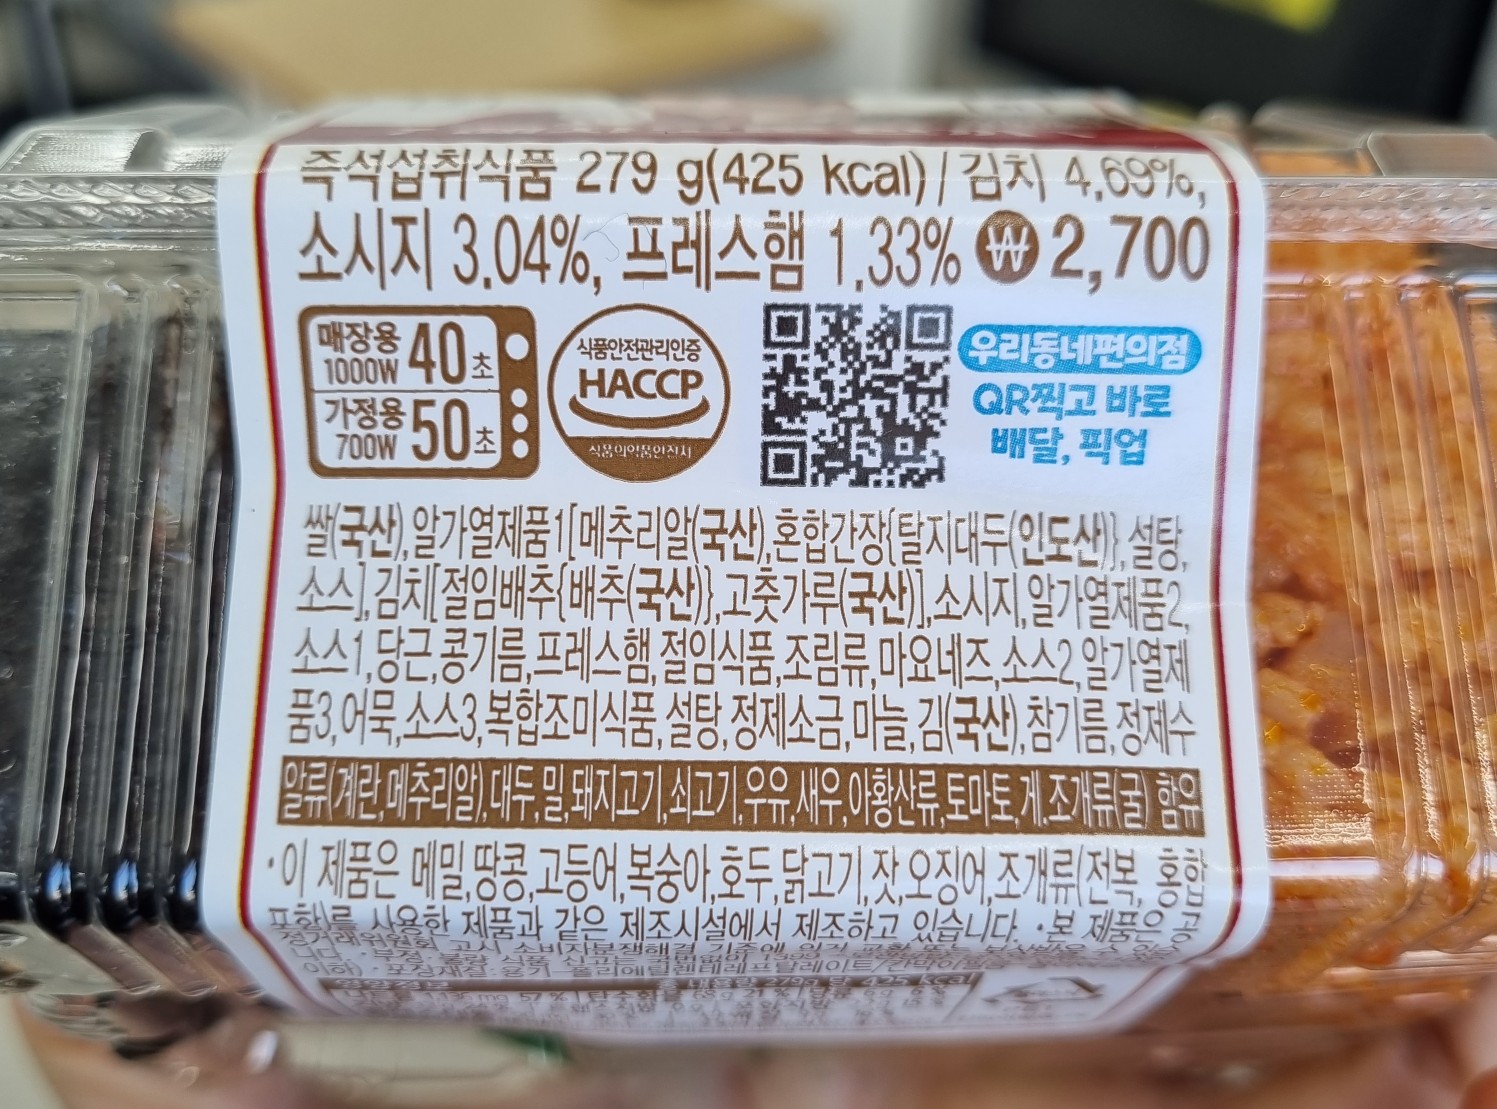 즉석섭취식품 279 g(425 kcal) / 김치 4.69%,
소시지 3.04%, 프레스햄 1.33% ₩ 2,700
매장용 1000W 40초
가정용 700W 50초
식품안전관리인증
HACCP
식품의약품안전처
우리동네편의점
QR찍고 바로
배달, 픽업
쌀(국산),알가열제품1[메추리알(국산),혼합간장{탈지대두(인도산)},설탕,
소스],김치[절임배추{배추(국산)},고춧가루(국산)],소시지,알가열제품2,
소스1,당근,콩기름,프레스햄,절임식품,조림류,마요네즈,소스2,알가열제
품3,어묵,소스3,복합조미식품,설탕,정제소금,마늘,김(국산),참기름,정제수
알류(계란,메추리알),대두,밀,돼지고기,쇠고기,우유,새우,아황산류,토마토,게,조개류(굴) 함유
·이 제품은 메밀,땅콩,고등어,복숭아,호두,닭고기,잣,오징어,조개류(전복, 홍합
포함)를 사용한 제품과 같은 제조시설에서 제조하고 있습니다. ·본 제품은 공
정거래위원회 고시 소비자분쟁해결